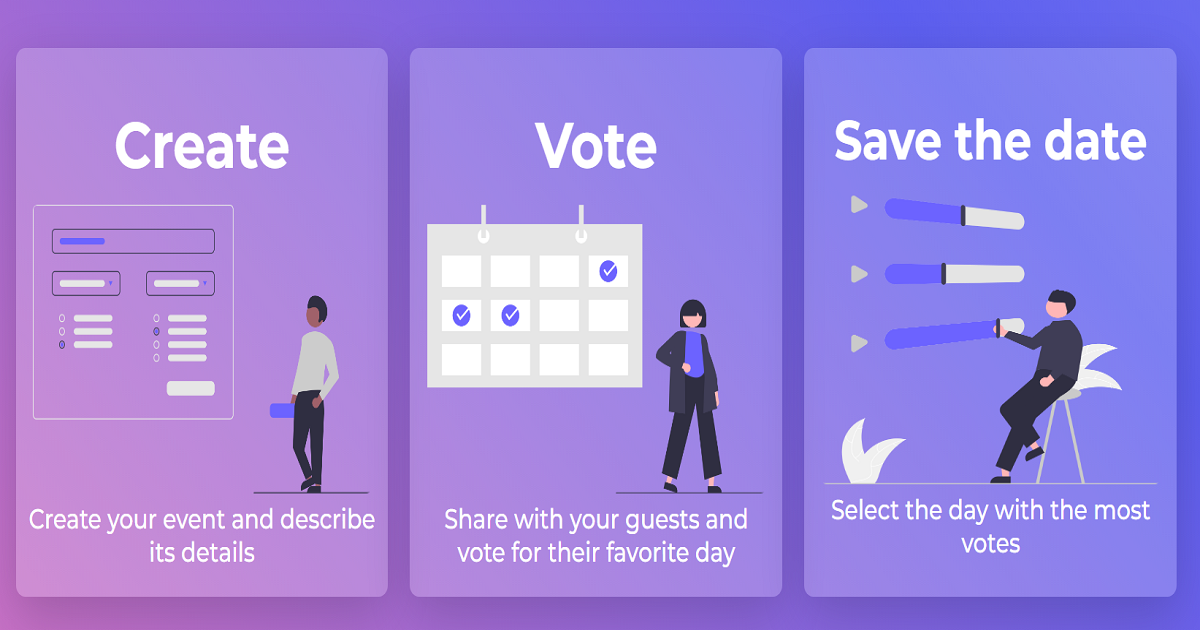 Create
Create your event and describe
its details
Vote
Share with your guests and
vote for their favorite day
Save the date
Select the day with the most
votes